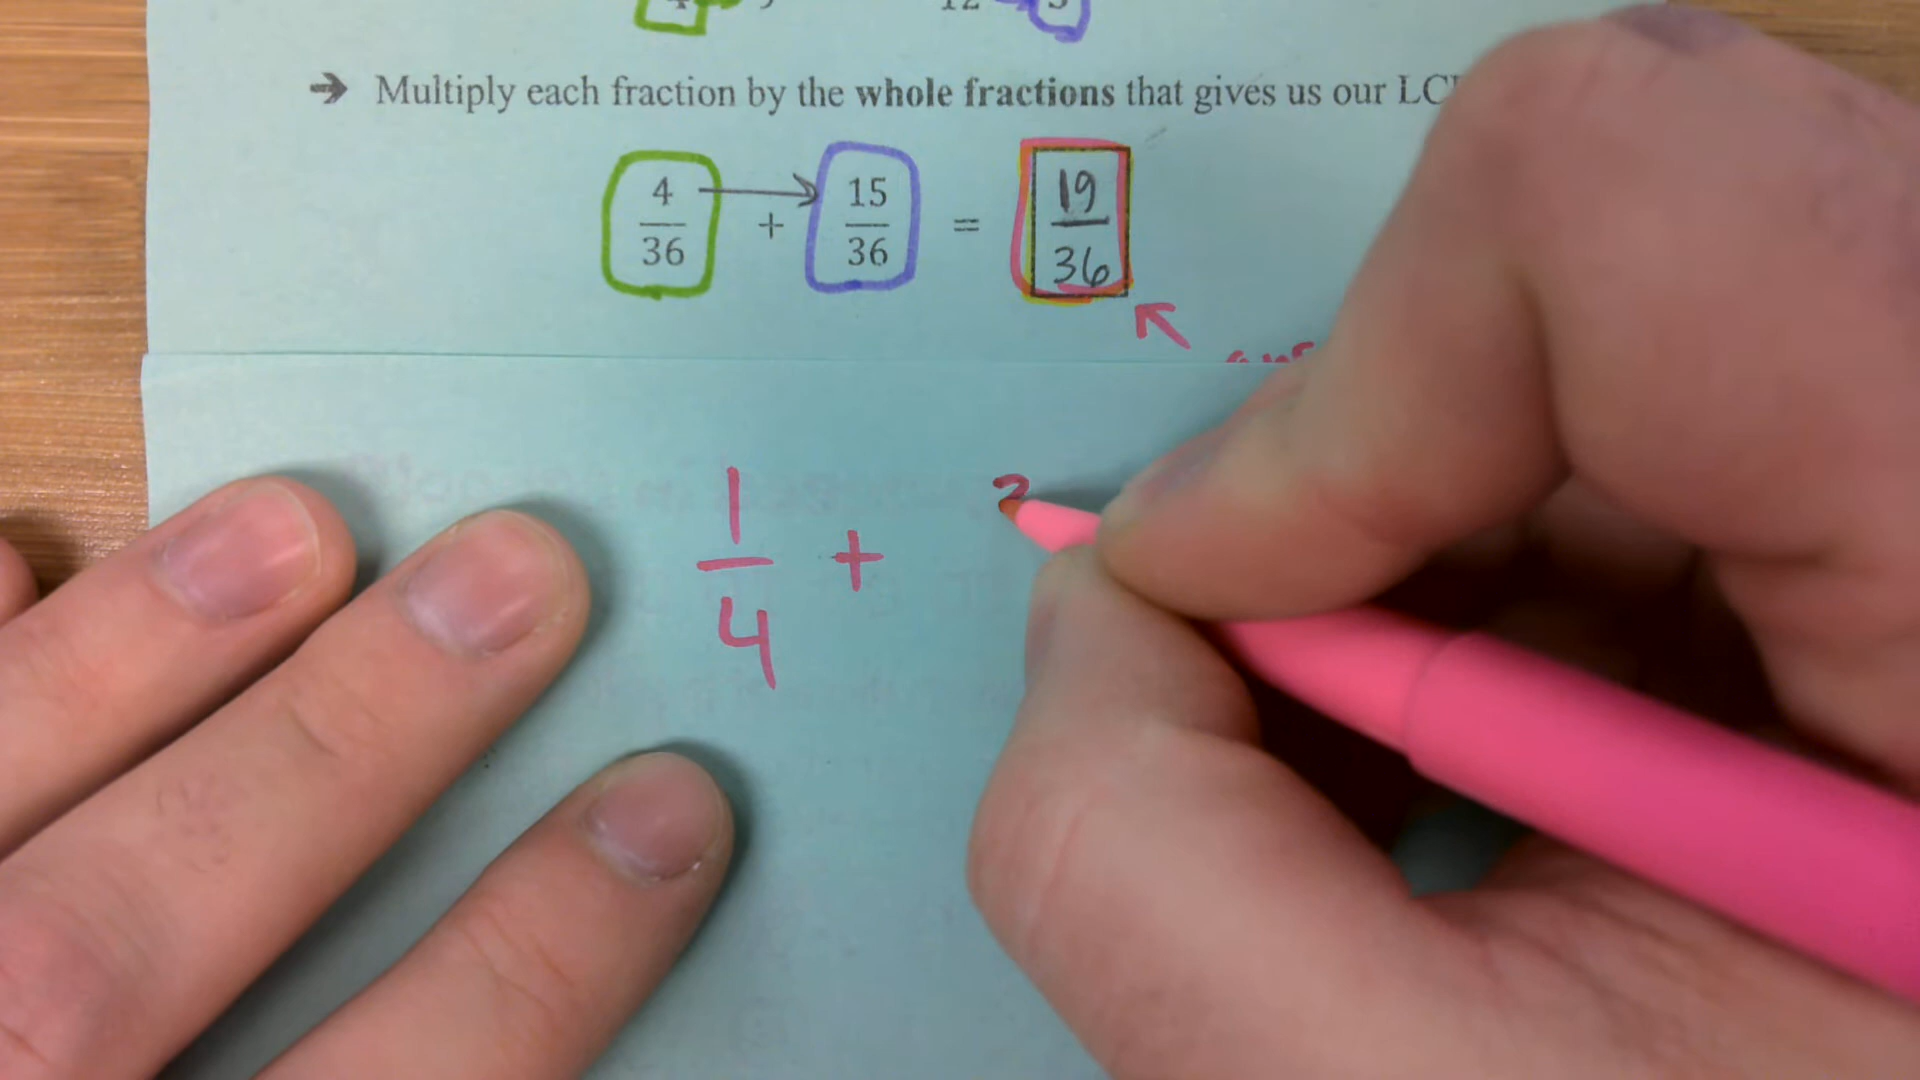 → Multiply each fraction by the whole fractions that gives us our
4/36 + 15/36 = 19/36
1/4 +